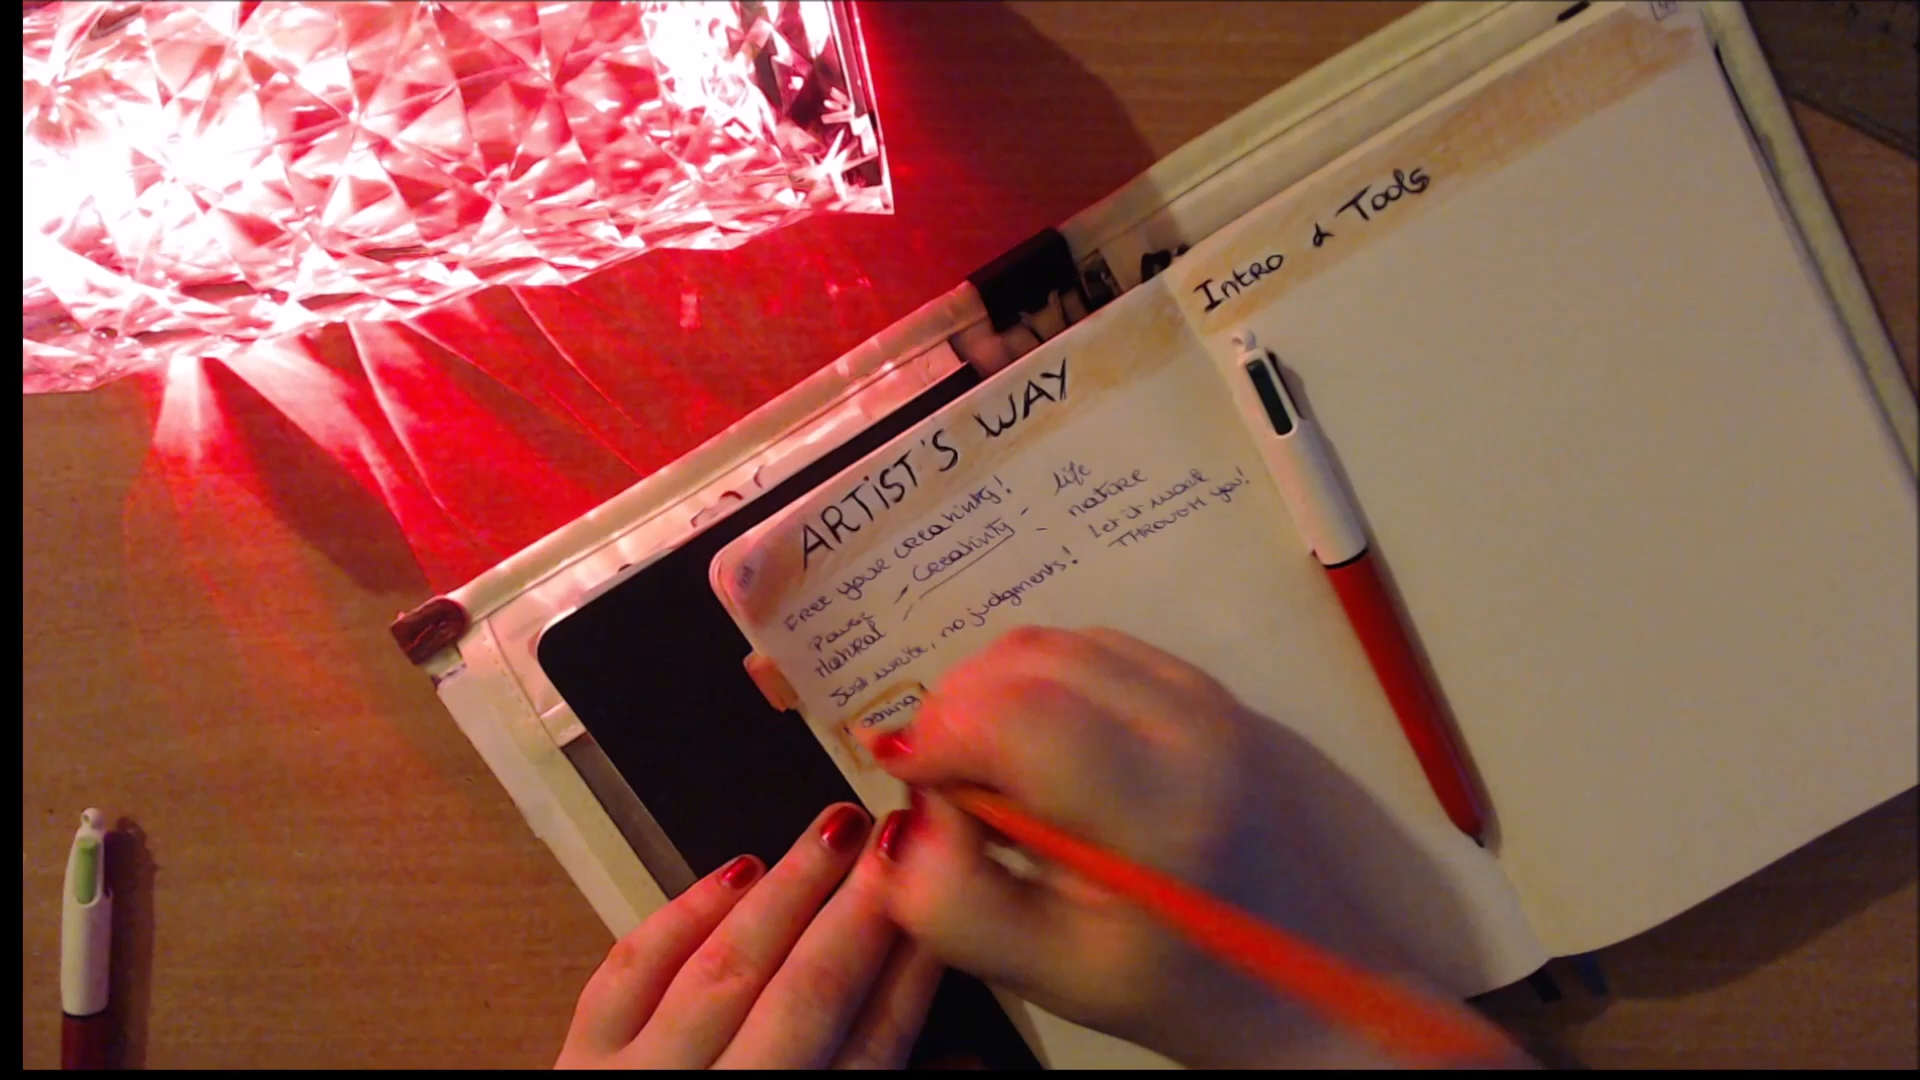 ARTIST'S WAY
Free your creativity!
Pause - Creativity - life
Natural - nature
Let it work
THROUGH you!
Just write, no judgments!
Intro & Tools